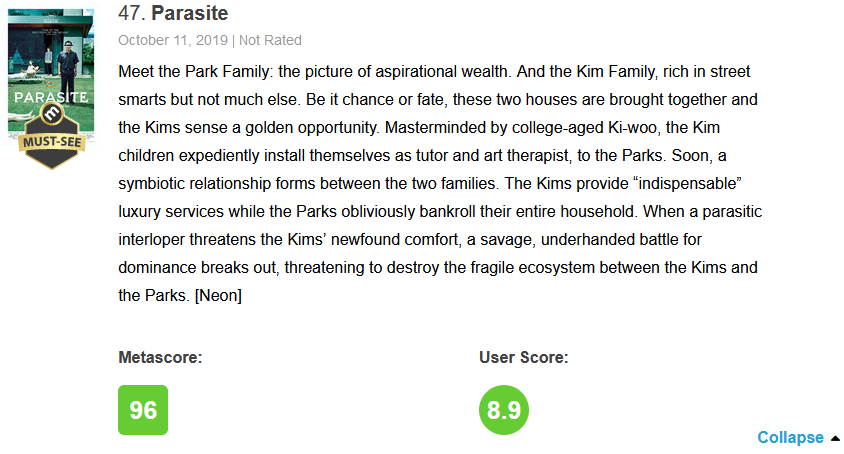 47. Parasite
October 11, 2019 | Not Rated
Meet the Park Family: the picture of aspirational wealth. And the Kim Family, rich in street
smarts but not much else. Be it chance or fate, these two houses are brought together and
the Kims sense a golden opportunity. Masterminded by college-aged Ki-woo, the Kim
children expediently install themselves as tutor and art therapist, to the Parks. Soon, a
symbiotic relationship forms between the two families. The Kims provide “indispensable”
luxury services while the Parks obliviously bankroll their entire household. When a parasitic
interloper threatens the Kims’ newfound comfort, a savage, underhanded battle for
dominance breaks out, threatening to destroy the fragile ecosystem between the Kims and
the Parks. [Neon]
PARASITE
m
MUST-SEE
Metascore:
User Score:
96
8.9
Collapse